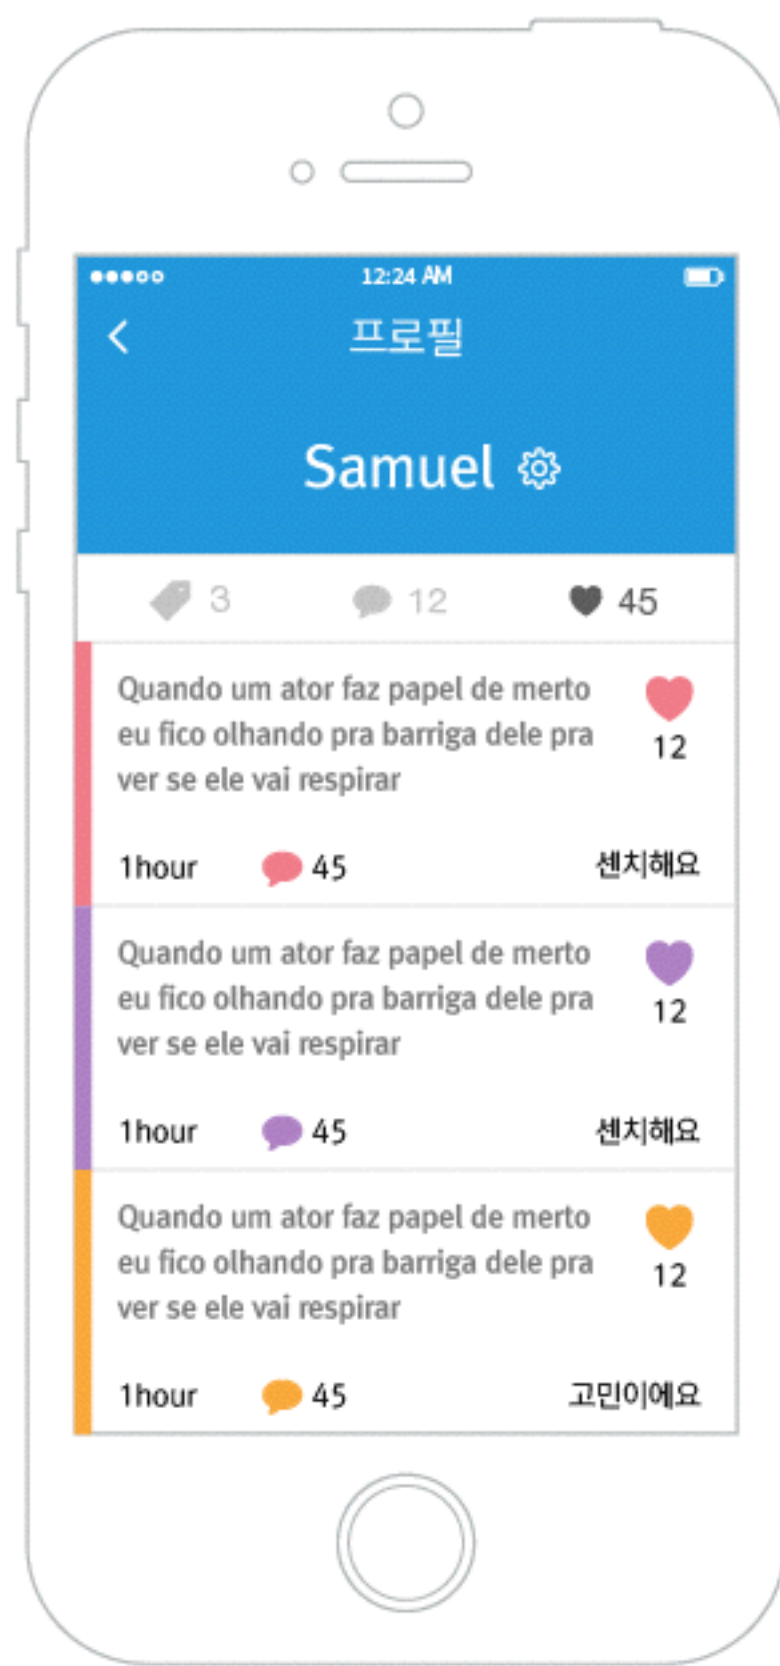 12:24 AM
프로필
Samuel
3 12 45
Quando um ator faz papel de merto
eu fico olhando pra barriga dele pra
ver se ele vai respirar
12
1hour 45 센치해요
Quando um ator faz papel de merto
eu fico olhando pra barriga dele pra
ver se ele vai respirar
12
1hour 45 센치해요
Quando um ator faz papel de merto
eu fico olhando pra barriga dele pra
ver se ele vai respirar
12
1hour 45 고민이에요